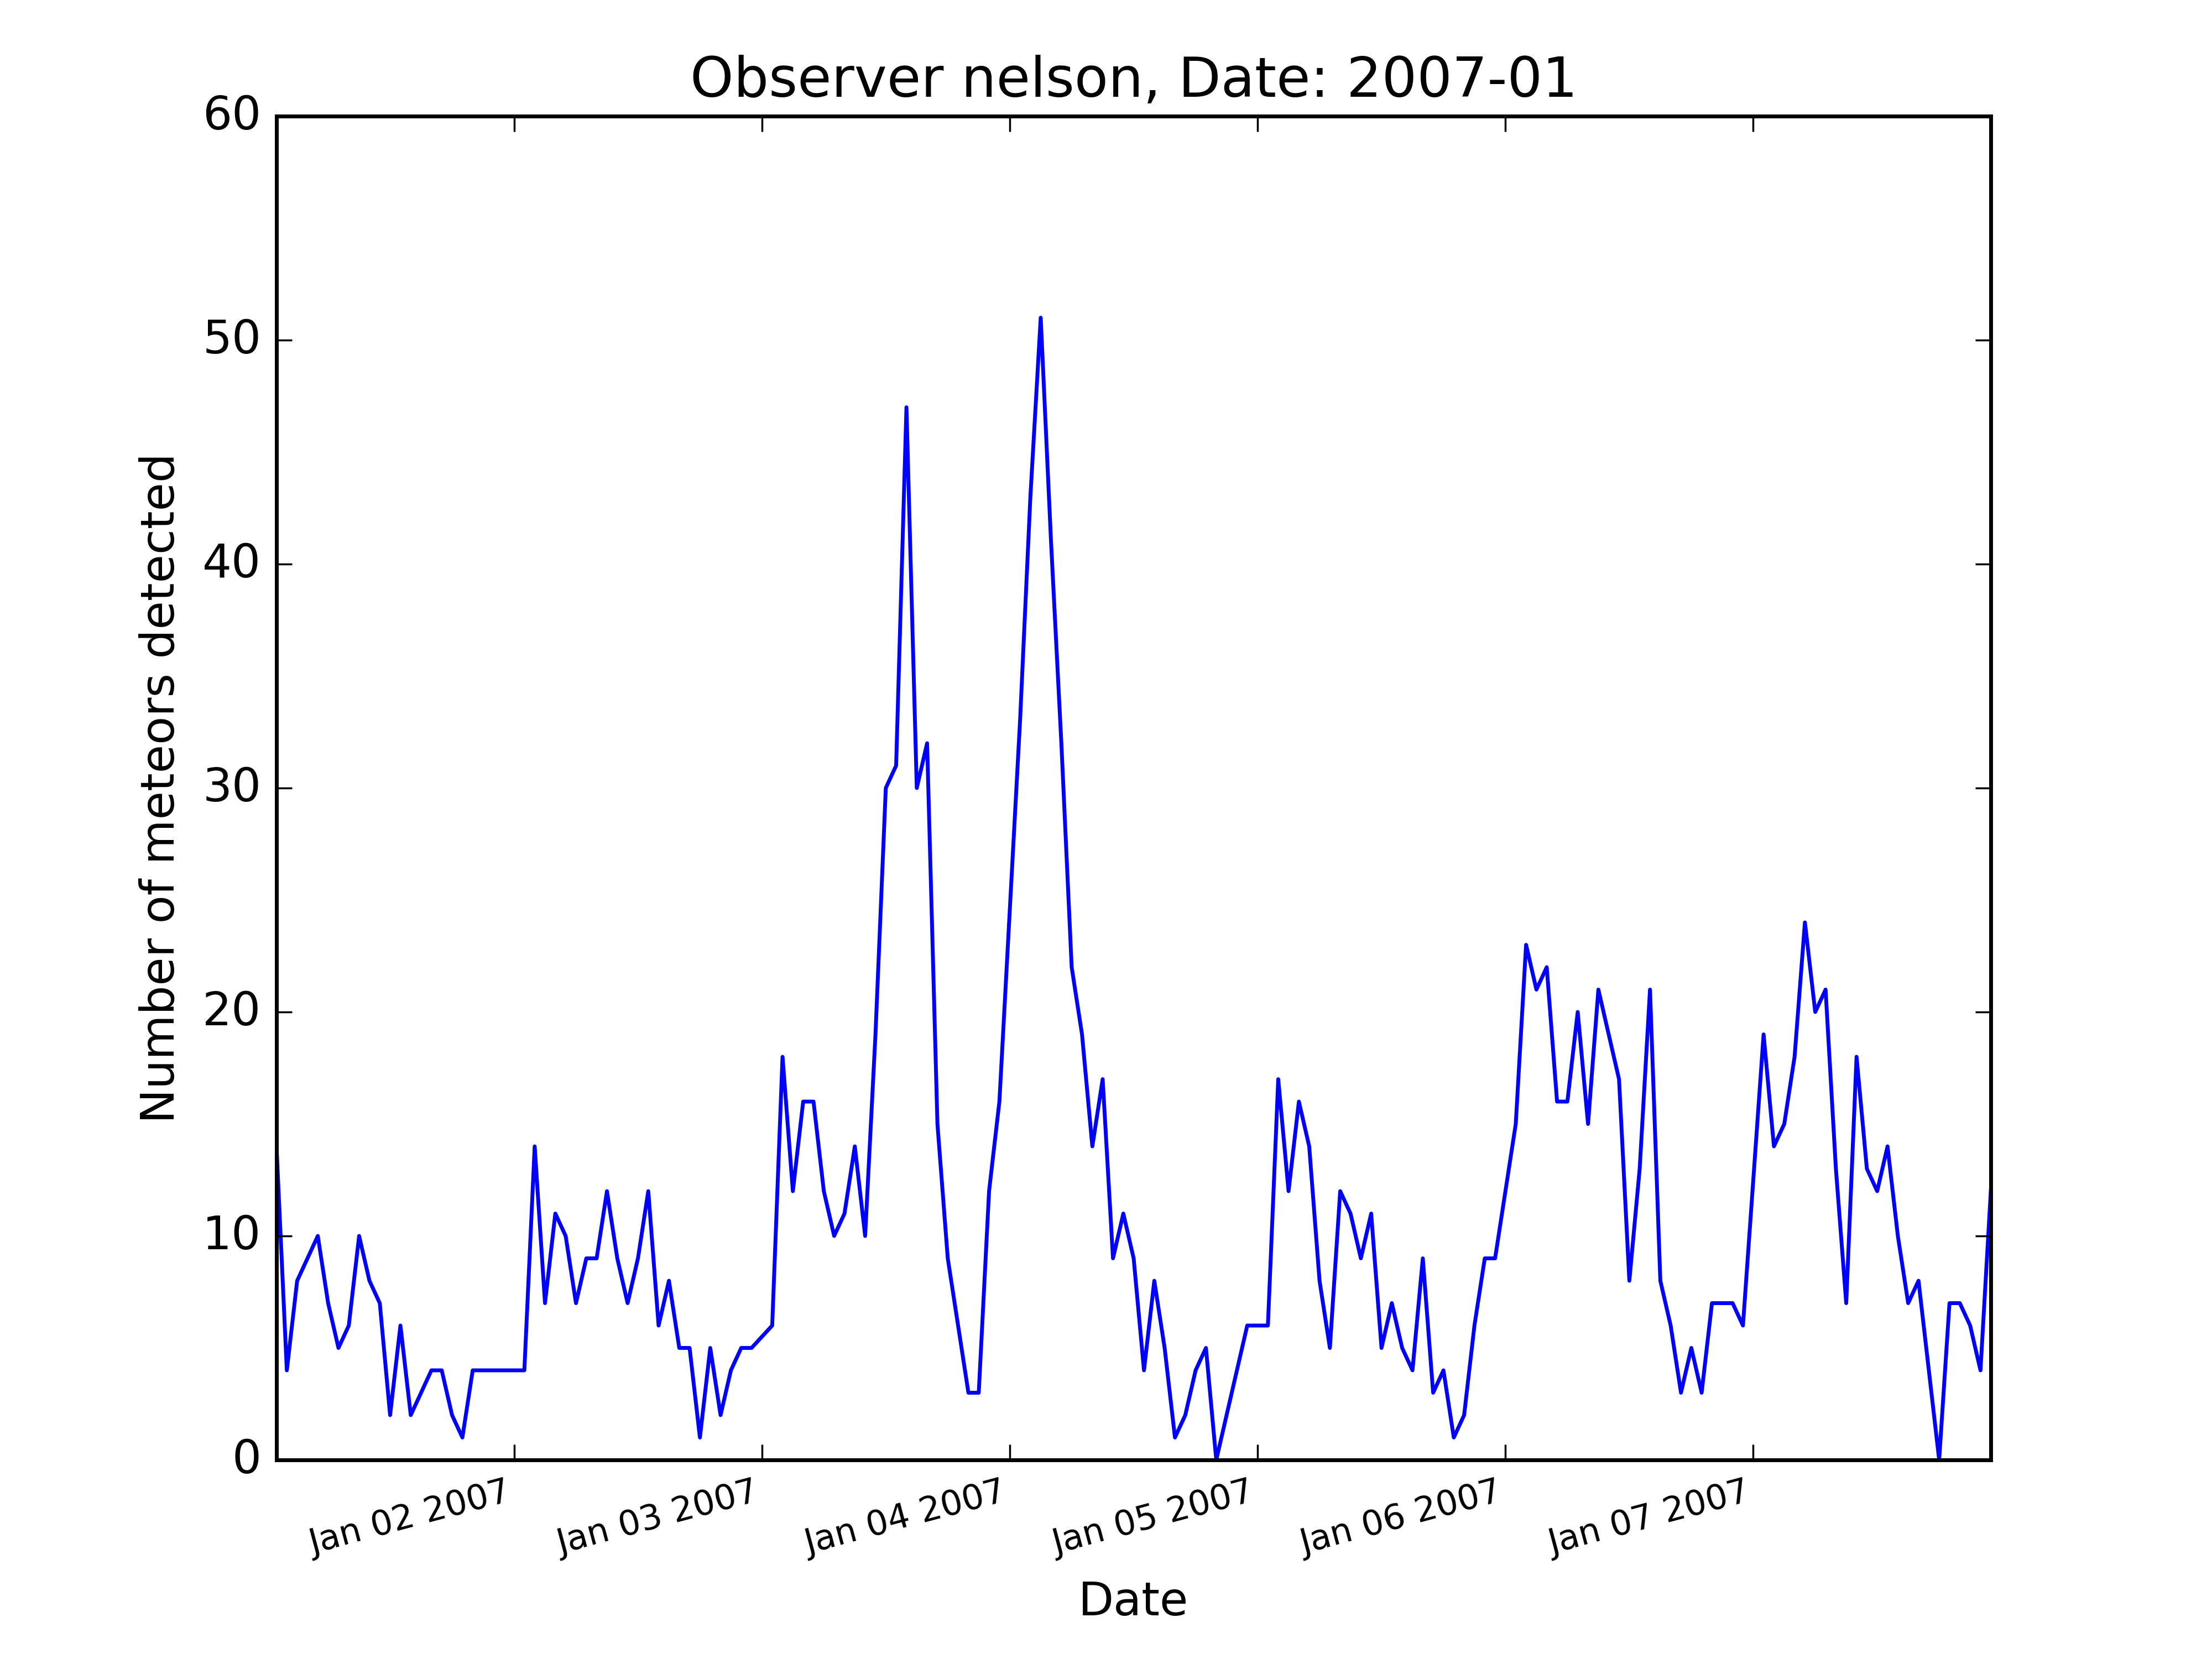 Observer nelson, Date: 2007-01
60
50
40
30
20
10
0
Number of meteors detected
Jan 02 2007
Jan 03 2007
Jan 04 2007
Jan 05 2007
Jan 06 2007
Jan 07 2007
Date